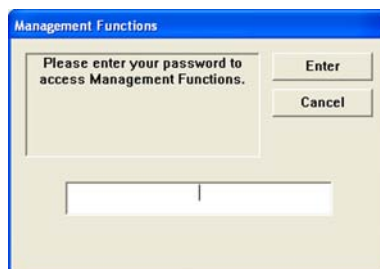 Management Functions
Please enter your password to
access Management Functions.
Enter
Cancel